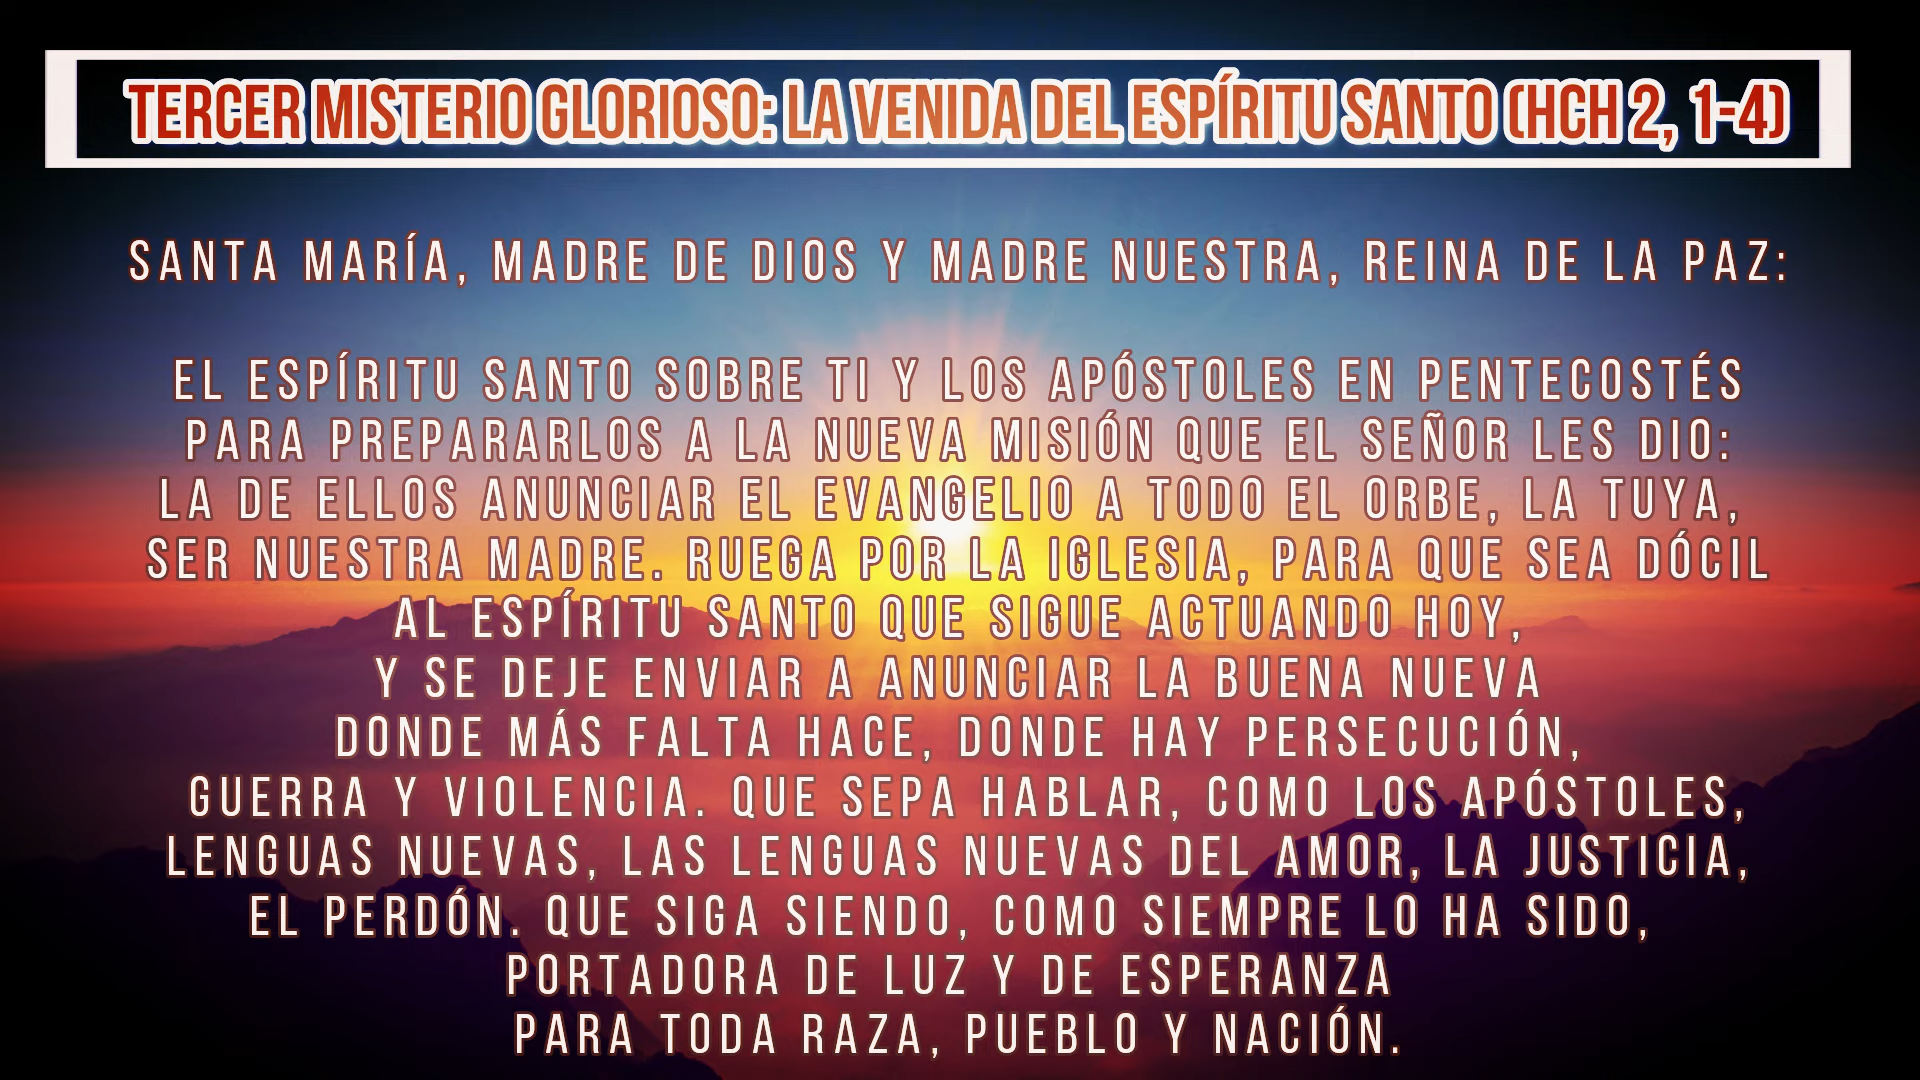 TERCER MISTERIO GLORIOSO: LA VENIDA DEL ESPÍRITU SANTO (HCH 2, 1-4)
SANTA MARÍA, MADRE DE DIOS Y MADRE NUESTRA, REINA DE LA PAZ:
EL ESPÍRITU SANTO SOBRE TI Y LOS APÓSTOLES EN PENTECOSTÉS
PARA PREPARARLOS A LA NUEVA MISIÓN QUE EL SEÑOR LES DIO:
LA DE ELLOS ANUNCIAR EL EVANGELIO A TODO EL ORBE, LA TUYA,
SER NUESTRA MADRE. RUEGA POR LA IGLESIA, PARA QUE SEA DÓCIL
AL ESPÍRITU SANTO QUE SIGUE ACTUANDO HOY,
Y SE DEJE ENVIAR A ANUNCIAR LA BUENA NUEVA
DONDE MÁS FALTA HACE, DONDE HAY PERSECUCIÓN,
GUERRA Y VIOLENCIA. QUE SEPA HABLAR, COMO LOS APÓSTOLES,
LENGUAS NUEVAS, LAS LENGUAS NUEVAS DEL AMOR, LA JUSTICIA,
EL PERDÓN. QUE SIGA SIENDO, COMO SIEMPRE LO HA SIDO,
PORTADORA DE LUZ Y DE ESPERANZA
PARA TODA RAZA, PUEBLO Y NACIÓN.